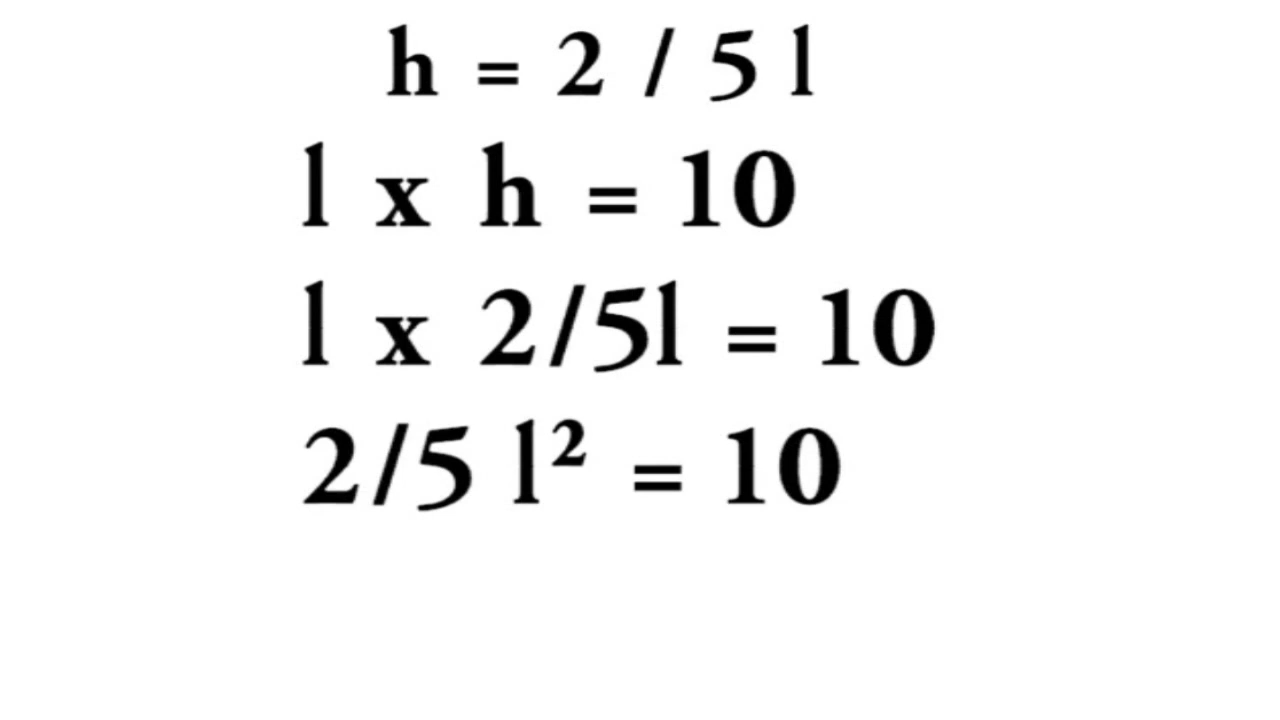 h = 2 / 5 l
l x h = 10
l x 2/5l = 10
2/5 l² = 10